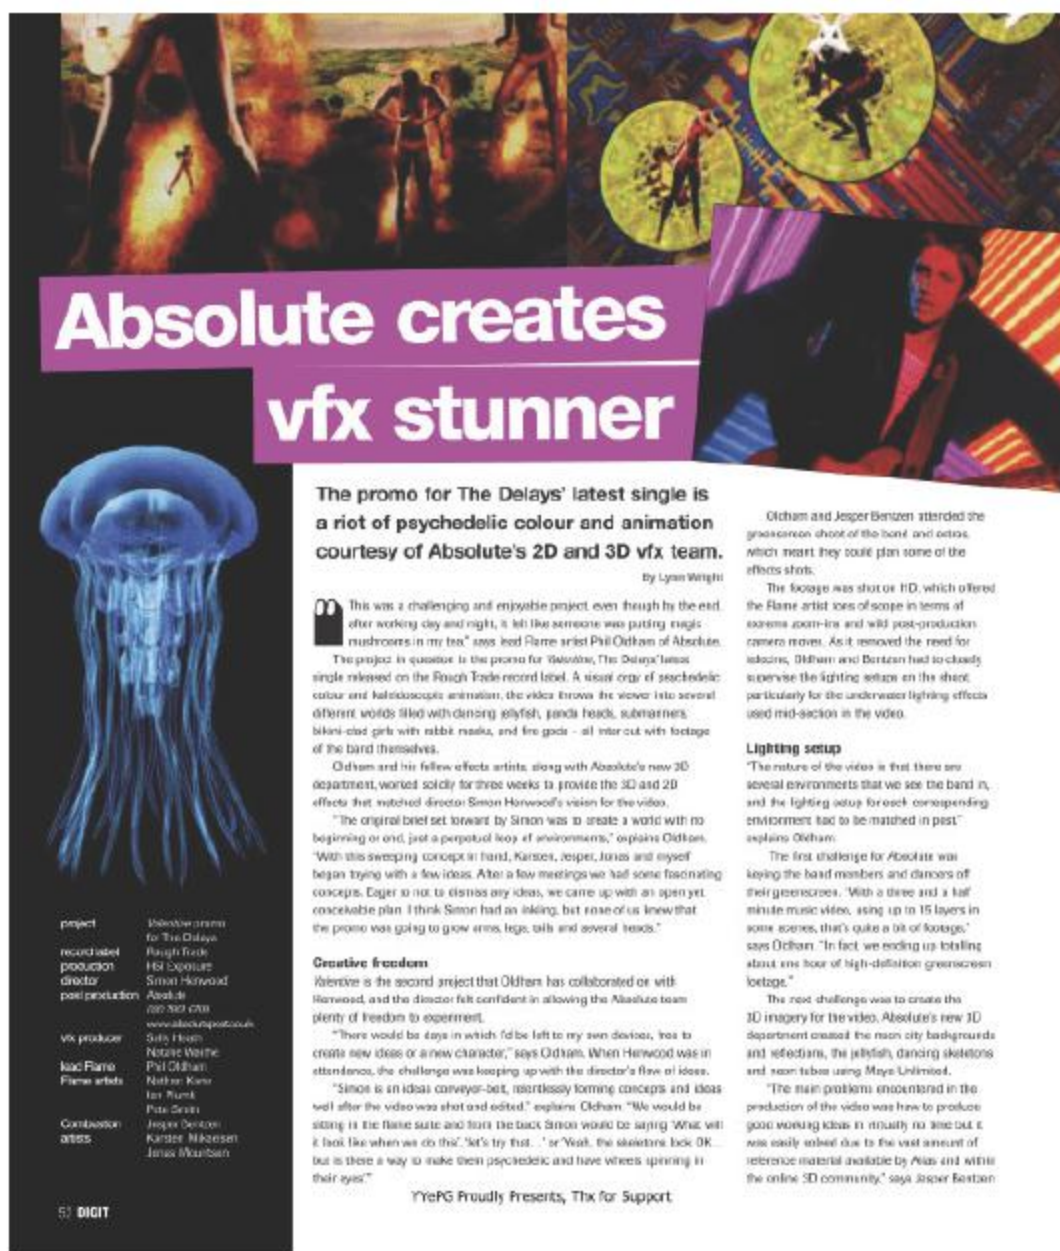 Absolute creates
vfx stunner
The promo for The Delays' latest single is
a riot of psychedelic colour and animation
courtesy of Absolute's 2D and 3D vfx team.
By Lynn Wright
This was a challenging and enjoyable project, even though by the end,
after working day and night, it felt like someone was putting magic
mushrooms in my tea," says lead Flame artist Phil Oldham of Absolute.
The project in question is the promo for Valentine, The Delays' latest
single released on the Rough Trade record label. A visual orgy of psychedelic
colour and kaleidoscopic animation, the video throws the viewer into several
different worlds filled with dancing jellyfish, panda heads, submariners,
bikini-clad girls with rabbit masks, and fire gods – all inter cut with footage
of the band themselves.
Oldham and his fellow effects artists, along with Absolute's new 3D
department, worked solidly for three weeks to provide the 3D and 2D
effects that matched director Simon Henwood's vision for the video.
"The original brief set forward by Simon was to create a world with no
beginning or end, just a perpetual loop of environments," explains Oldham.
"With this sweeping concept in hand, Karsten, Jesper, Jonas and myself
began toying with a few ideas. After a few meetings we had some fascinating
concepts. Eager to not to dismiss any ideas, we came up with an open yet
conceivable plan. I think Simon had an inkling, but none of us knew that
the promo was going to grow arms, legs, tails and several heads."
Creative freedom
Valentine is the second project that Oldham has collaborated on with
Henwood, and the director felt confident in allowing the Absolute team
plenty of freedom to experiment.
"There would be days in which I'd be left to my own devices, free to
create new ideas or a new character," says Oldham. When Henwood was in
attendance, the challenge was keeping up with the director's flow of ideas.
"Simon is an ideas conveyor-belt, relentlessly forming concepts and ideas
well after the video was shot and edited," explains Oldham. "We would be
sitting in the flame suite and from the back Simon would be saying 'What will
it look like when we do this', 'let's try that…' or 'Yeah, the skeletons look OK…
but is there a way to make them psychedelic and have wheels spinning in
their eyes'"
Oldham and Jesper Bentzen attended the
greenscreen shoot of the band and extras,
which meant they could plan some of the
effects shots.
The footage was shot on HD, which offered
the Flame artist tons of scope in terms of
extreme zoom-ins and wild post-production
camera moves. As it removed the need for
telecine, Oldham and Bentzen had to closely
supervise the lighting setups on the shoot,
particularly for the underwater lighting effects
used mid-section in the video.
Lighting setup
"The nature of the video is that there are
several environments that we see the band in,
and the lighting setup for each corresponding
environment had to be matched in post,"
explains Oldham.
The first challenge for Absolute was
keying the band members and dancers off
their greenscreen. "With a three and a half
minute music video, using up to 15 layers in
some scenes, that's quite a bit of footage,"
says Oldham. "In fact, we ending up totalling
about one hour of high-definition greenscreen
footage."
The next challenge was to create the
3D imagery for the video. Absolute's new 3D
department created the neon city backgrounds
and reflections, the jellyfish, dancing skeletons
and neon tubes using Maya Unlimited.
"The main problems encountered in the
production of the video was how to produce
good working ideas in virtually no time but it
was easily solved due to the vast amount of
reference material available by Alias and within
the online 3D community," says Jesper Bentzen
project Valentine promo
for The Delays
record label Rough Trade
production HSI Exposure
director Simon Henwood
post production Absolute
www.absolutepost.co.uk
vfx producer Sally Heath
Natalie
lead Flame Phil Oldham
Flame artists Nathan Kane
Ian Plumb
Pete Smith
Combustion Jesper Bentzen
artists Karsten Mikaelsen
Jonas Mountsen
YYePG Proudly Presents, Thx for Support
52 DIGIT